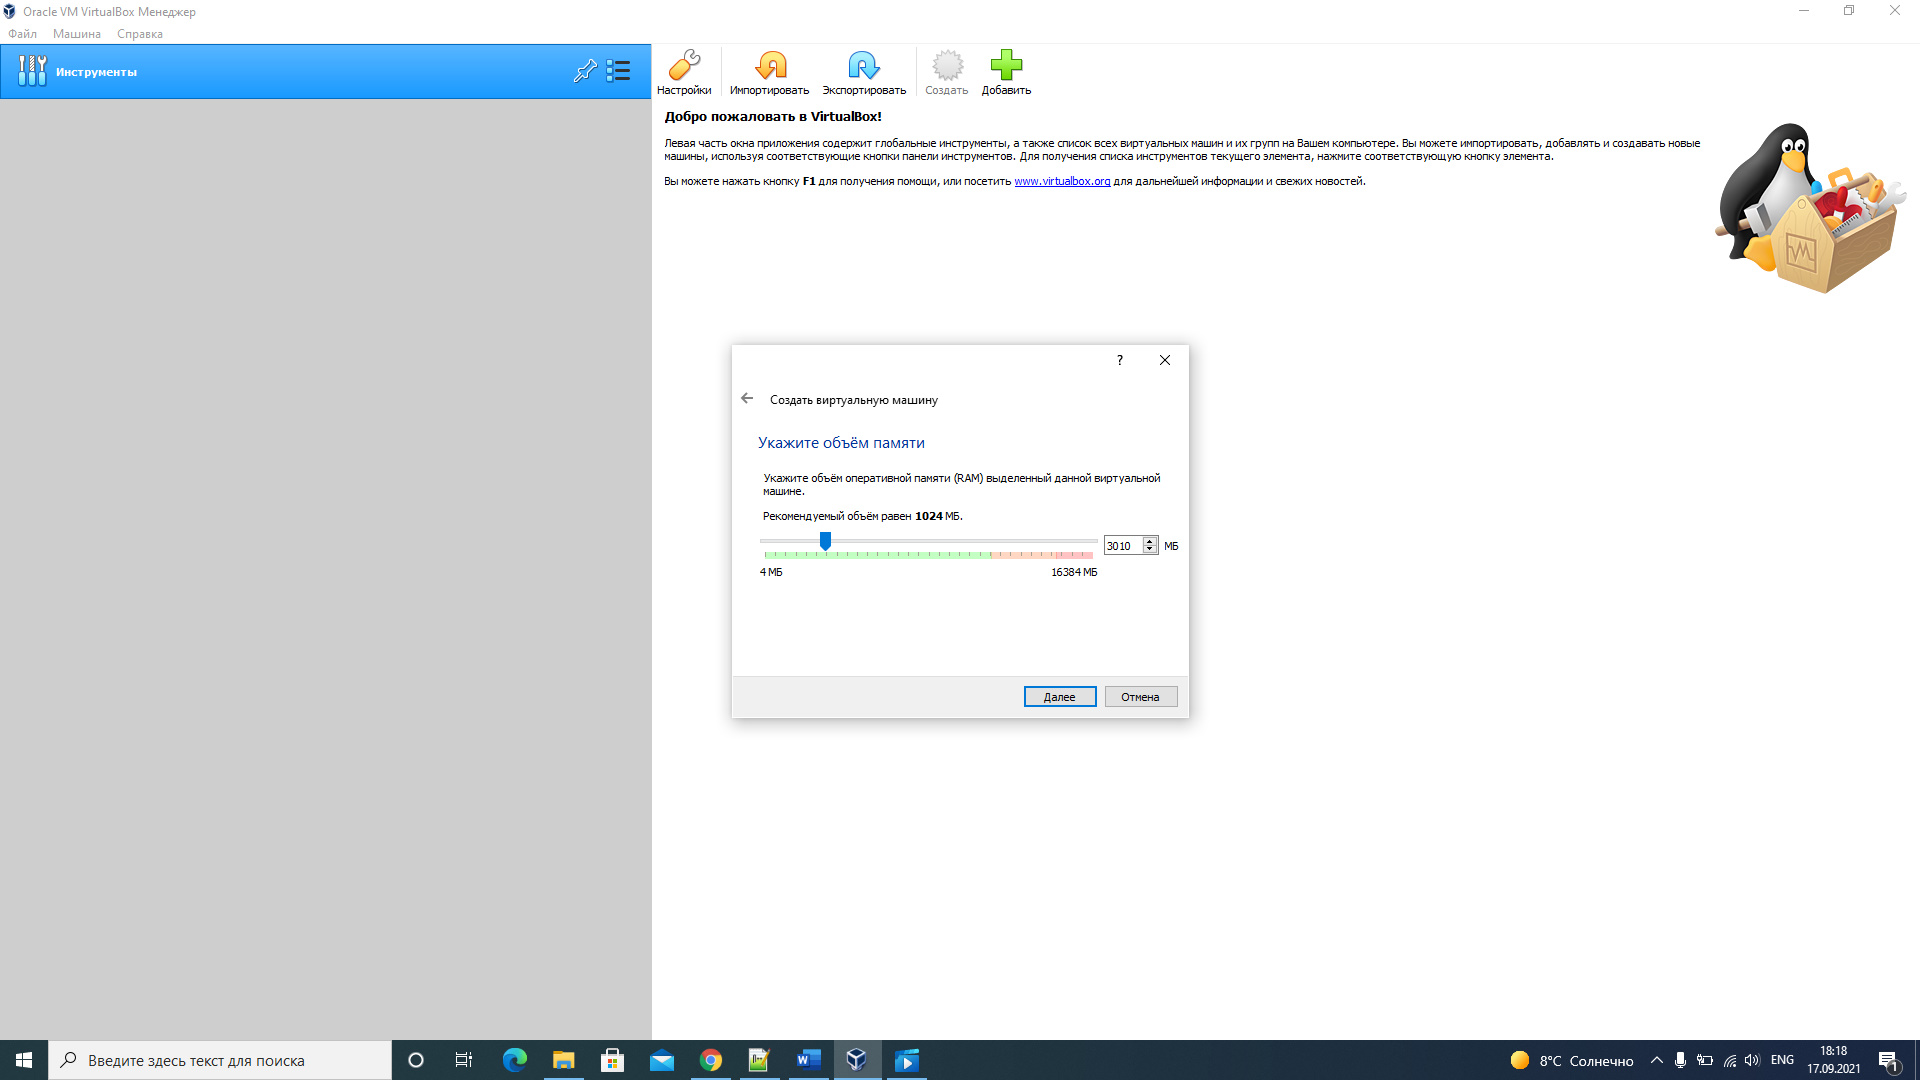 Oracle VM VirtualBox Менеджер
Файл Машина Справка
Инструменты
Настройки Импортировать Экспортировать Создать Добавить
Добро пожаловать в VirtualBox!
Левая часть окна приложения содержит глобальные инструменты, а также список всех виртуальных машин и их групп на Вашем компьютере. Вы можете импортировать, добавлять и создавать новые
машины, используя соответствующие кнопки панели инструментов. Для получения списка инструментов текущего элемента, нажмите соответствующую кнопку элемента.
Вы можете нажать кнопку F1 для получения помощи, или посетить www.virtualbox.org для дальнейшей информации и свежих новостей.
?
Создать виртуальную машину
Укажите объём памяти
Укажите объём оперативной памяти (RAM) выделенный данной виртуальной
машине.
Рекомендуемый объём равен 1024 МБ.
3010 МБ
4 МБ 16384 МБ
Далее Отмена
Введите здесь текст для поиска
8°C Солнечно
ENG
18:18
17.09.2021
1